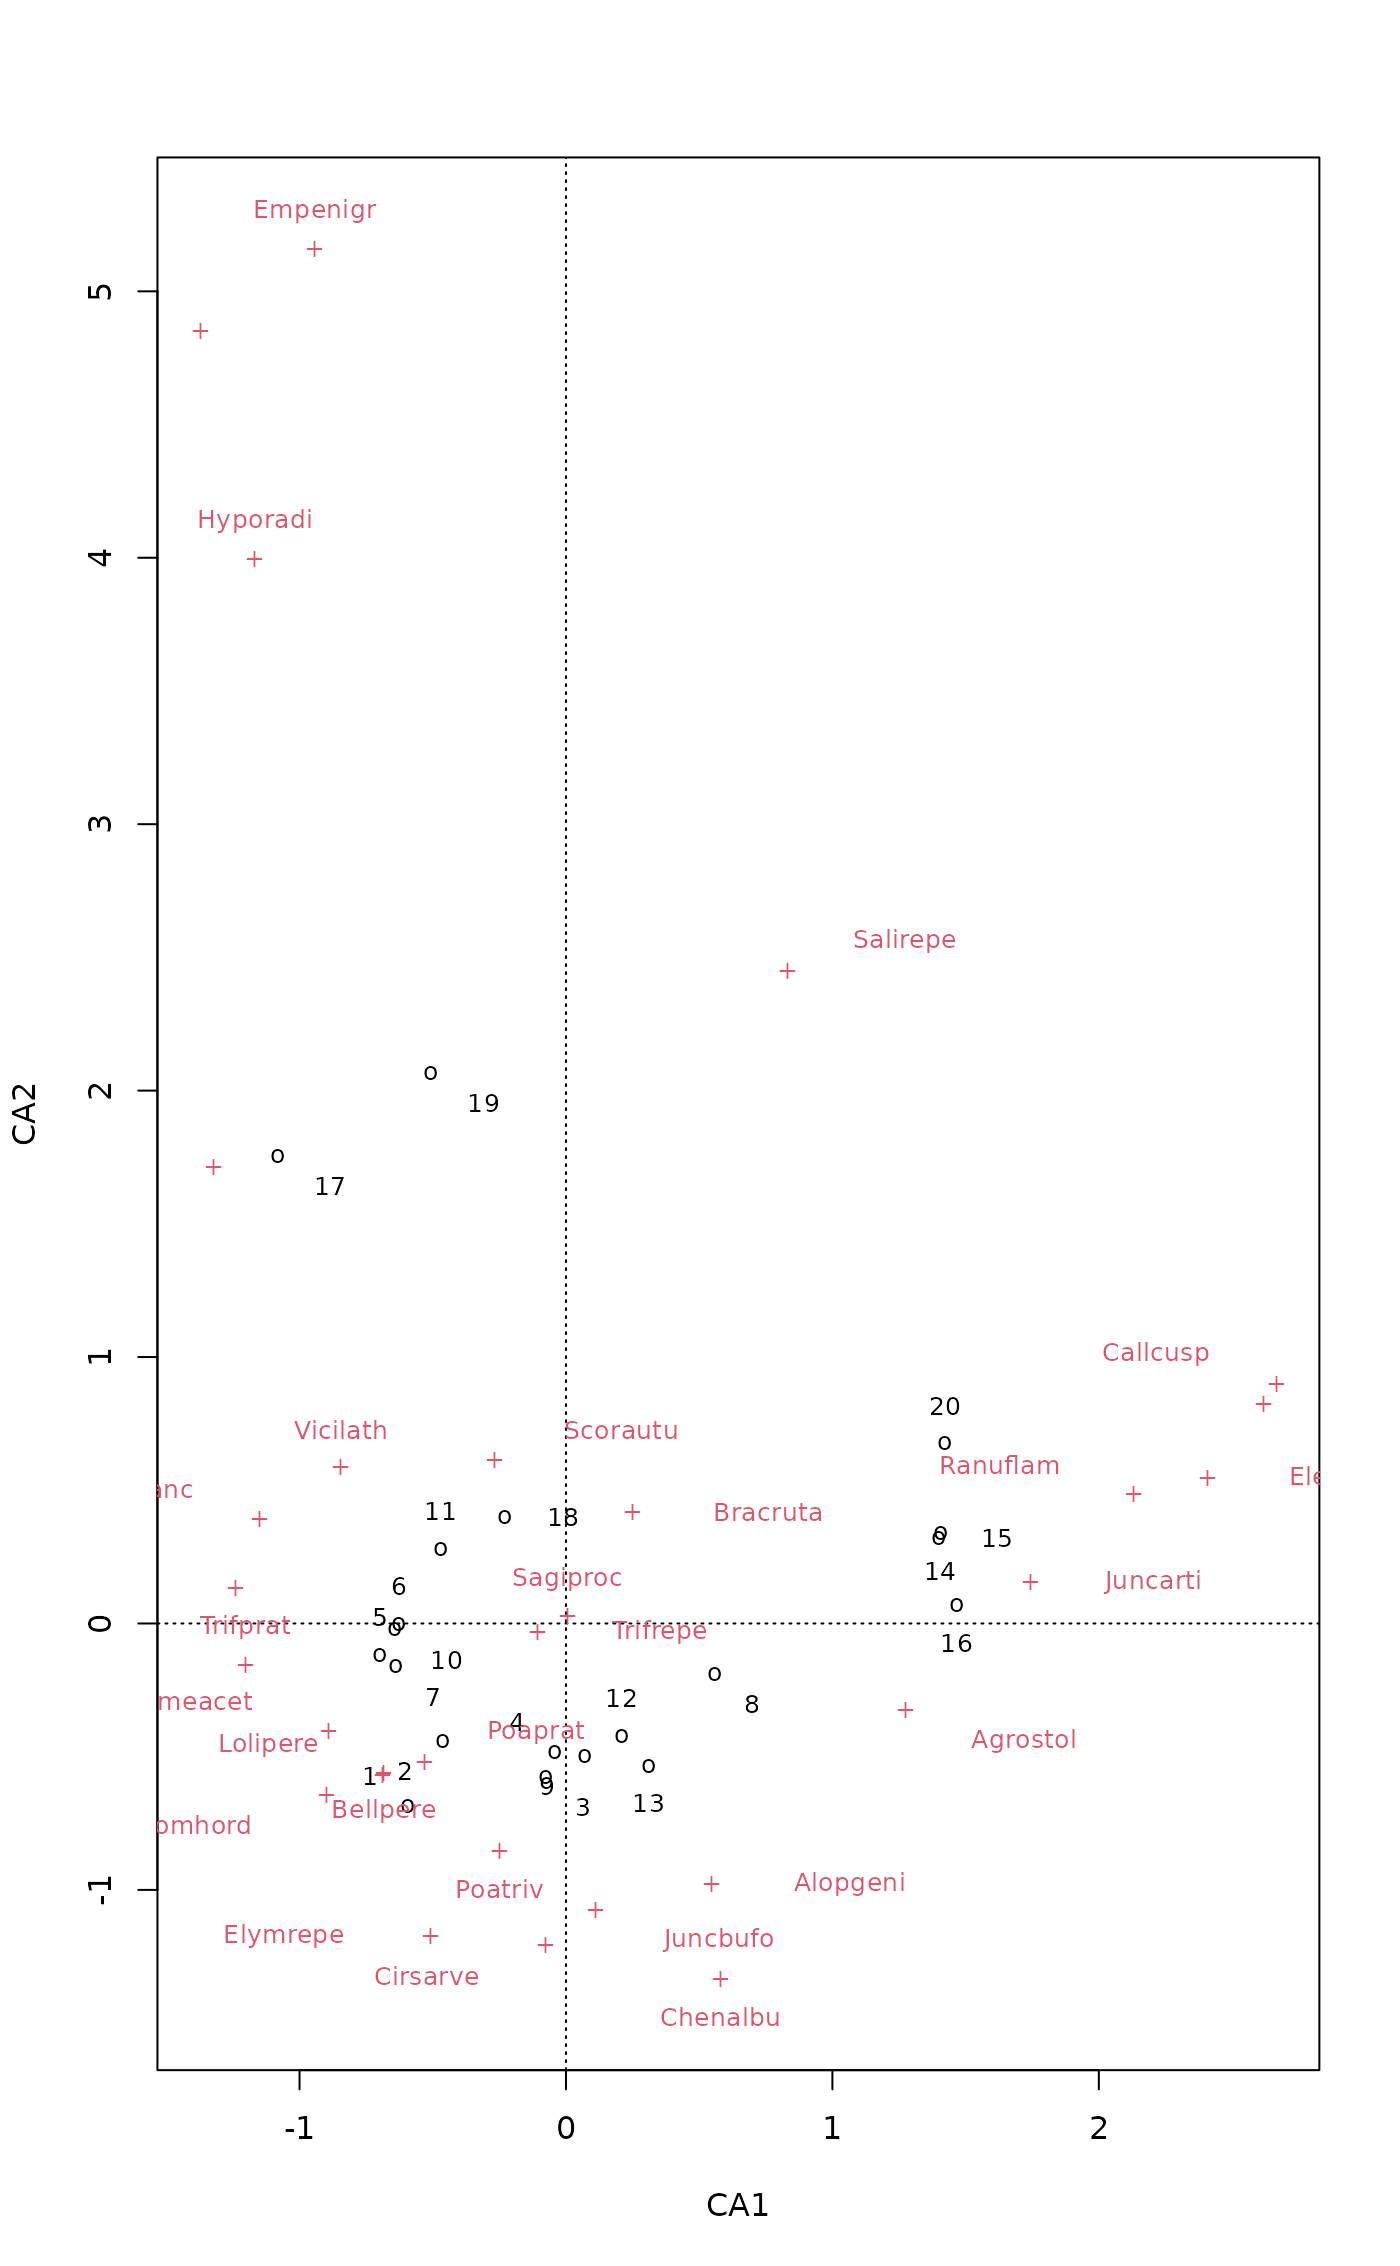 Empenigr
5
Hyporadi
4
3
Salirepe
2
19
17
CA2
Callcusp
1
20
Vicilath
Scorautu
Ranuflam
Ele
anc
11
18
Bracruta
15
14
6
Sagiproc
Juncarti
5
0
Trifprat
Trifrepe
16
10
7
meacet
12
8
4
Poaprat
Lolipere
Agrostol
1
2
9
3
13
Bellpere
omhord
-1
Poatriv
Alopgeni
Elymrepe
Juncbufo
Cirsarve
Chenalbu
-1 0 1 2
CA1